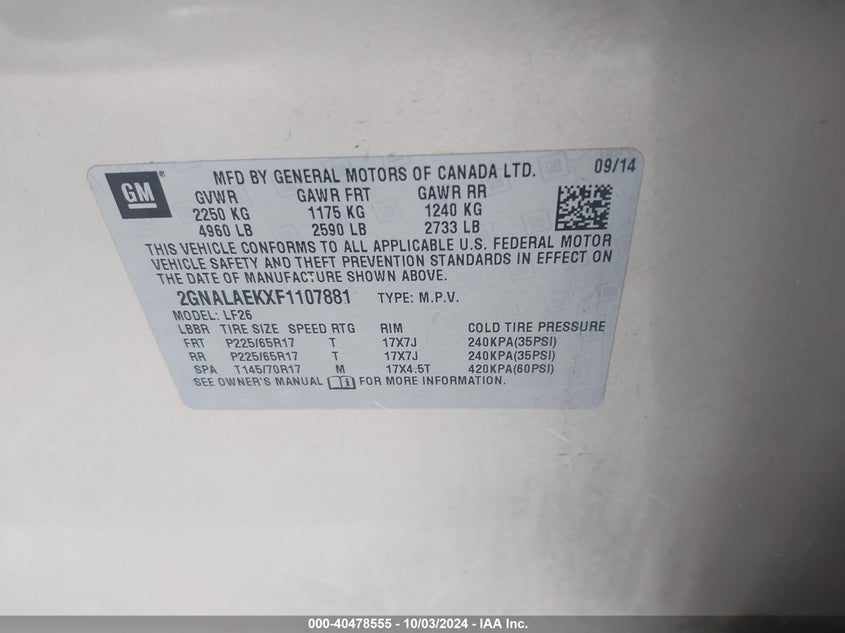 GM ® MFD BY GENERAL MOTORS OF CANADA LTD. 09/14
GVWR GAWR FRT GAWR RR
2250 KG 1175 KG 1240 KG
4960 LB 2590 LB 2733 LB
THIS VEHICLE CONFORMS TO ALL APPLICABLE U.S. FEDERAL MOTOR
VEHICLE SAFETY AND THEFT PREVENTION STANDARDS IN EFFECT ON
THE DATE OF MANUFACTURE SHOWN ABOVE.
2GNALAEKXF1107881 TYPE: M.P.V.
MODEL: LF26
LBBR TIRE SIZE SPEED RTG RIM COLD TIRE PRESSURE
FRT P225/65R17 T 17X7J 240KPA(35PSI)
RR P225/65R17 T 17X7J 240KPA(35PSI)
SPA T145/70R17 M 17X4.5T 420KPA(60PSI)
SEE OWNER'S MANUAL FOR MORE INFORMATION.
000-40478555 - 10/03/2024 - IAA Inc.